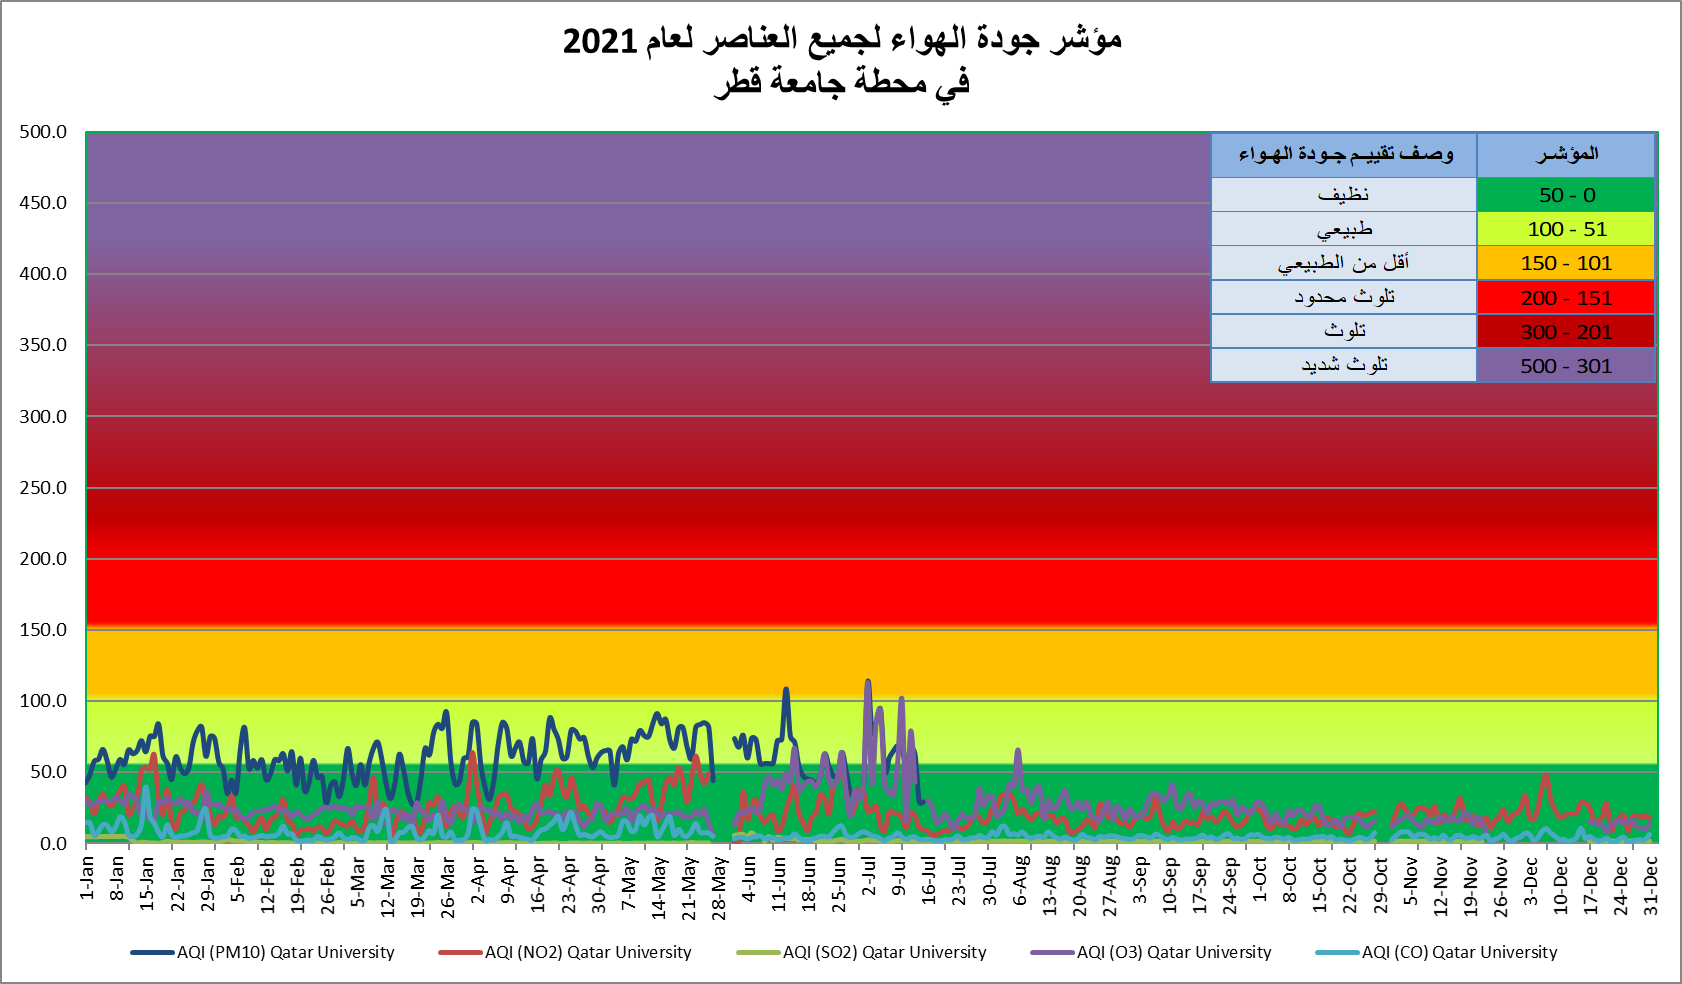 مؤشر جودة الهواء لجميع العناصر لعام 2021
في محطة جامعة قطر
500.0
450.0
400.0
350.0
300.0
250.0
200.0
150.0
100.0
50.0
0.0
المؤشـر وصـف تقييـم جـودة الهـواء
0 - 50 نظيف
51 - 100 طبيعي
101 - 150 أقل من الطبيعي
151 - 200 تلوث محدود
201 - 300 تلوث
301 - 500 تلوث شديد
1-Jan
8-Jan
15-Jan
22-Jan
29-Jan
5-Feb
12-Feb
19-Feb
26-Feb
5-Mar
12-Mar
19-Mar
26-Mar
2-Apr
9-Apr
16-Apr
23-Apr
30-Apr
7-May
14-May
21-May
28-May
4-Jun
11-Jun
18-Jun
25-Jun
2-Jul
9-Jul
16-Jul
23-Jul
30-Jul
6-Aug
13-Aug
20-Aug
27-Aug
3-Sep
10-Sep
17-Sep
24-Sep
1-Oct
8-Oct
15-Oct
22-Oct
29-Oct
5-Nov
12-Nov
19-Nov
26-Nov
3-Dec
10-Dec
17-Dec
24-Dec
31-Dec
AQI (PM10) Qatar University
AQI (NO2) Qatar University
AQI (SO2) Qatar University
AQI (O3) Qatar University
AQI (CO) Qatar University